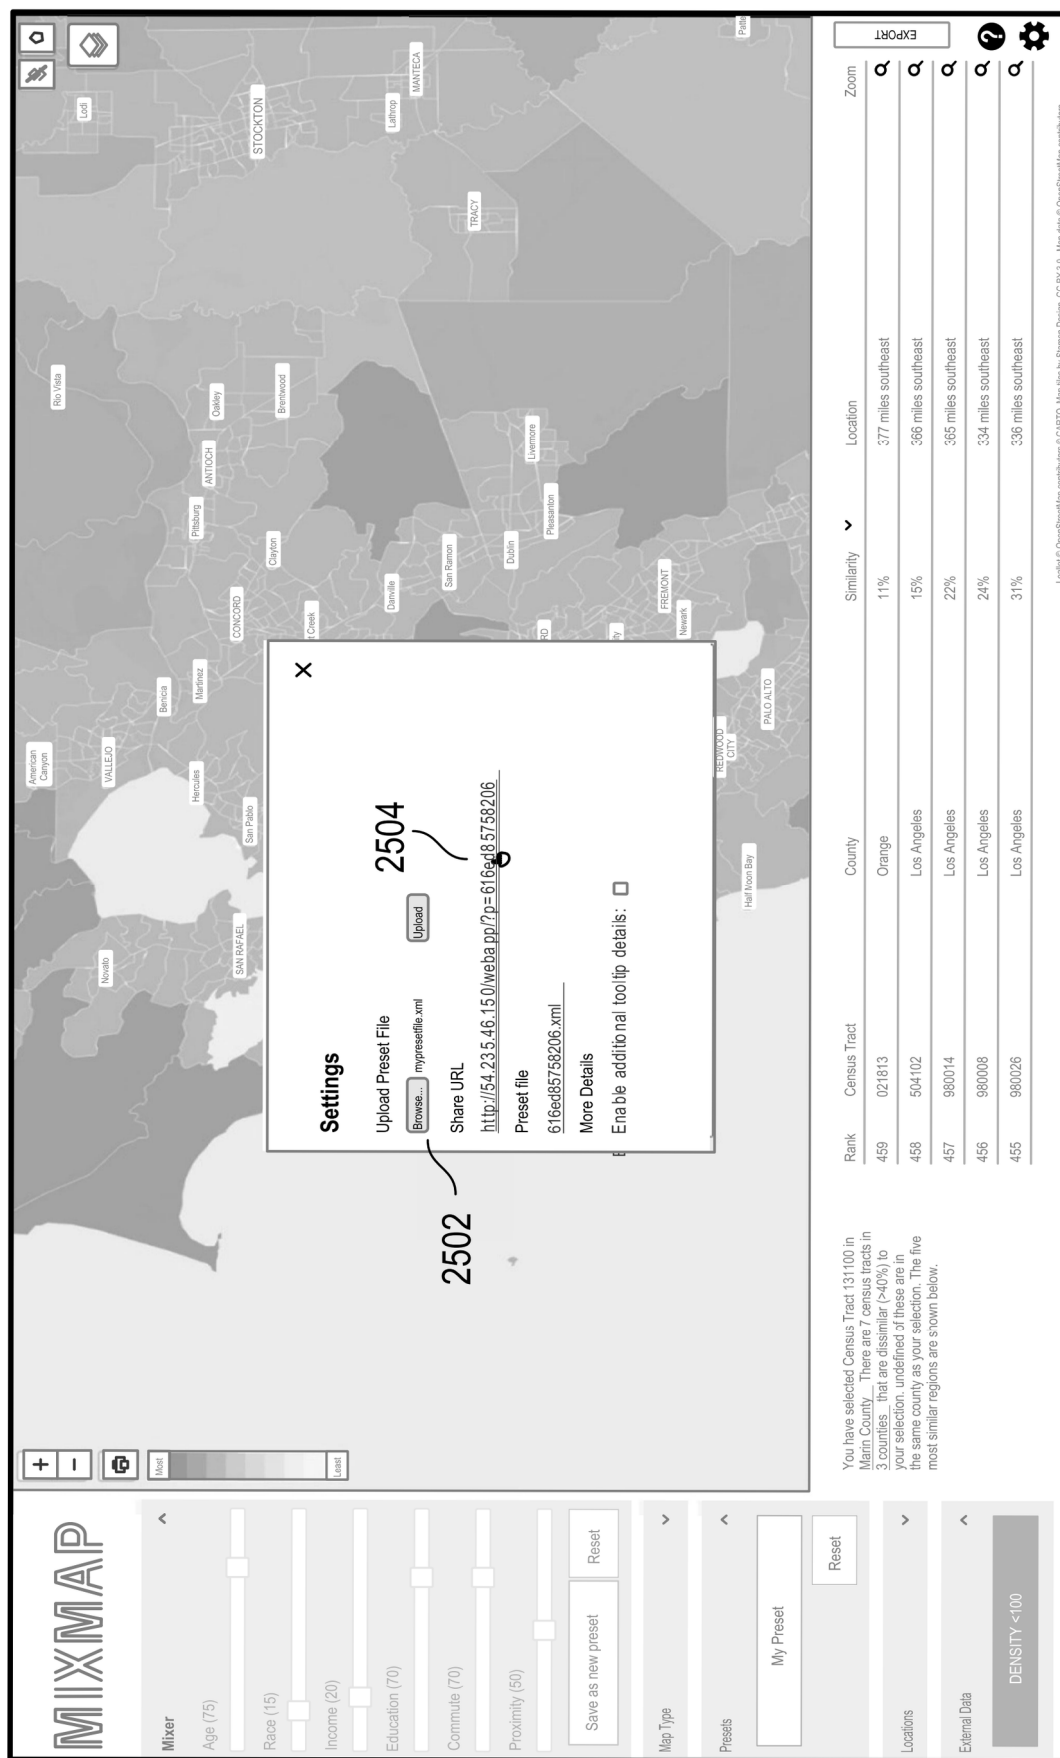 MIXMAP
Mixer
Age (75)
Race (15)
Income (20)
Education (70)
Commute (70)
Proximity (50)
Save as new preset
Reset
Map Type
Presets
My Preset
Reset
Locations
External Data
DENSITY <100
+
−
Most
Least
American
Canyon
VALLEJO
Benicia
Novato
Hercules
Martinez
San Pablo
SAN RAFAEL
CONCORD
Pittsburg
ANTIOCH
Oakley
Rio Vista
Brentwood
Clayton
t Creek
Danville
San Ramon
Dublin
Livermore
Pleasanton
RD
ity
FREMONT
Newark
REDWOOD
CITY
PALO ALTO
Half Moon Bay
Lodi
STOCKTON
Lathrop
MANTECA
TRACY
Patte
Settings
X
Upload Preset File
Browse... mypresetfile.xml Upload
Share URL
http://54.235.46.150/webapp/?p=616ed85758206
Preset file
616ed85758206.xml
More Details
Enable additional tooltip details:
2502
2504
You have selected Census Tract 131100 in
Marin County There are 7 census tracts in
3 counties that are dissimilar (>40%) to
your selection. undefined of these are in
the same county as your selection. The five
most similar regions are shown below.
Rank Census Tract County Similarity Location Zoom
459 021813 Orange 11% 377 miles southeast
458 504102 Los Angeles 15% 366 miles southeast
457 980014 Los Angeles 22% 365 miles southeast
456 980008 Los Angeles 24% 334 miles southeast
455 980026 Los Angeles 31% 336 miles southeast
EXPORT
?